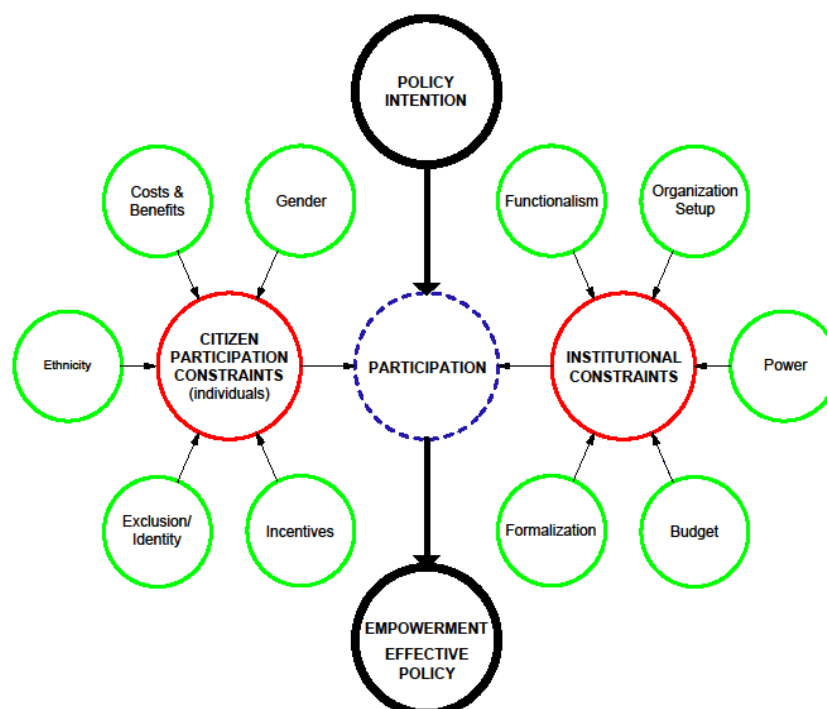 POLICY
INTENTION
Costs &
Benefits
Gender
Functionalism
Organization
Setup
Ethnicity
CITIZEN
PARTICIPATION
CONSTRAINTS
(individuals)
PARTICIPATION
INSTITUTIONAL
CONSTRAINTS
Power
Exclusion/
Identity
Incentives
Formalization
Budget
EMPOWERMENT
EFFECTIVE
POLICY